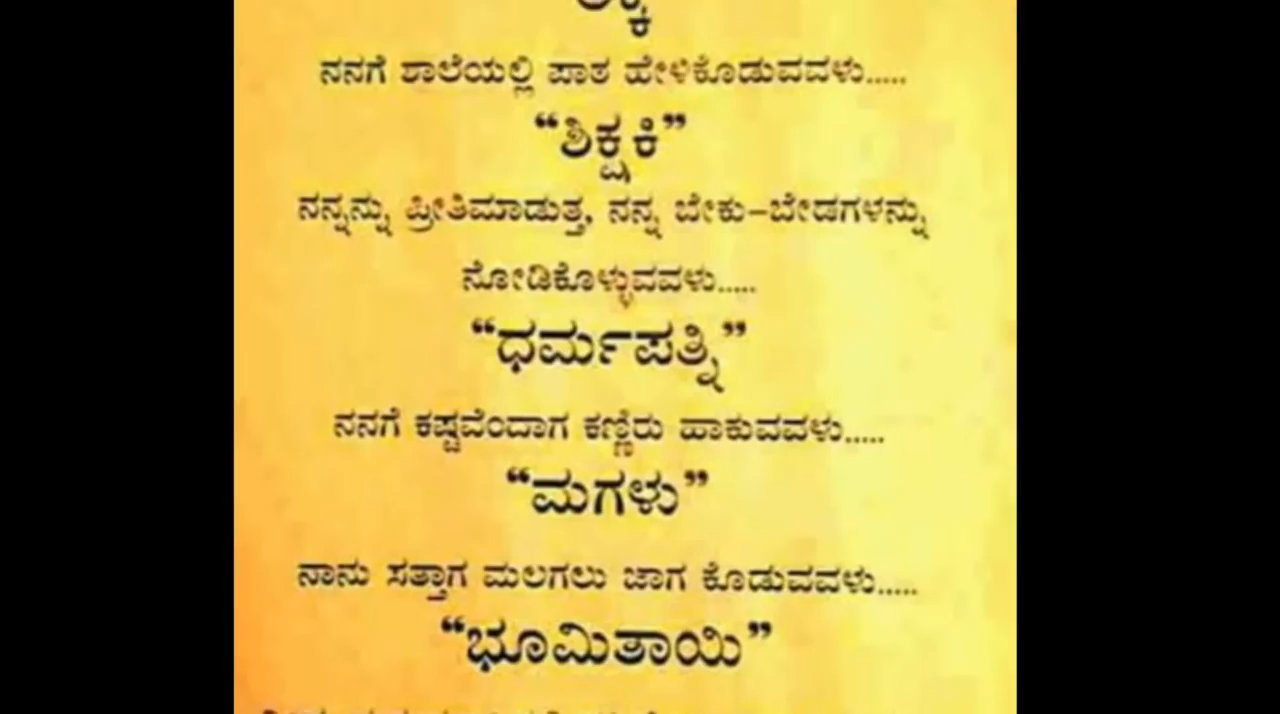 ನನಗೆ ಶಾಲೆಯಲ್ಲಿ ಪಾಠ ಹೇಳಿಕೊಡುವವಳು.....
“ಶಿಕ್ಷಕಿ”
ನನ್ನನ್ನು ಪ್ರೀತಿಮಾಡುತ್ತ, ನನ್ನ ಬೇಕು-ಬೇಡಗಳನ್ನು
ನೋಡಿಕೊಳ್ಳುವವಳು.....
“ಧರ್ಮಪತ್ನಿ”
ನನಗೆ ಕಷ್ಟವೆಂದಾಗ ಕಣ್ಣಿರು ಹಾಕುವವಳು.....
“ಮಗಳು”
ನಾನು ಸತ್ತಾಗ ಮಲಗಲು ಜಾಗ ಕೊಡುವವಳು.....
“ಭೂಮಿತಾಯಿ”